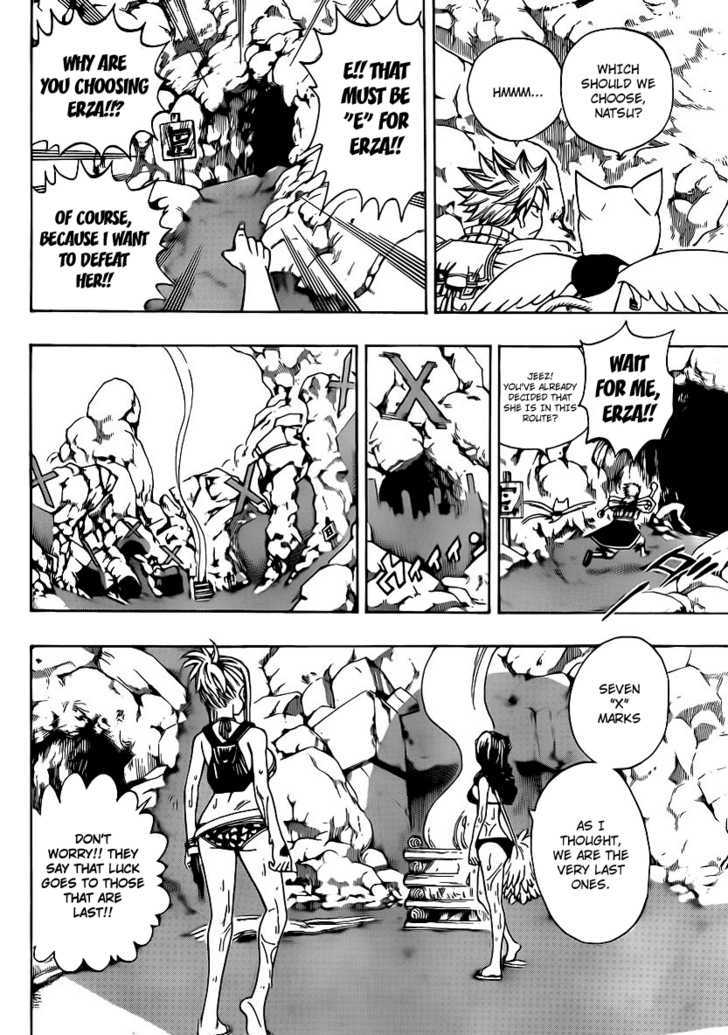 WHICH
SHOULD WE
CHOOSE,
NATSU?
HMMM...
E!! THAT
MUST BE
"E" FOR
ERZA!!
WHY ARE
YOU CHOOSING
ERZA!!?
OF COURSE,
BECAUSE I WANT
TO DEFEAT
HER!!
WAIT
FOR ME,
ERZA!!
JEEZ!
YOU'VE ALREADY
DECIDED THAT
SHE IS IN THIS
ROUTE?
X
SEVEN
"X"
MARKS
AS I
THOUGHT,
WE ARE THE
VERY LAST
ONES.
DON'T
WORRY!! THEY
SAY THAT LUCK
GOES TO THOSE
THAT ARE
LAST!!